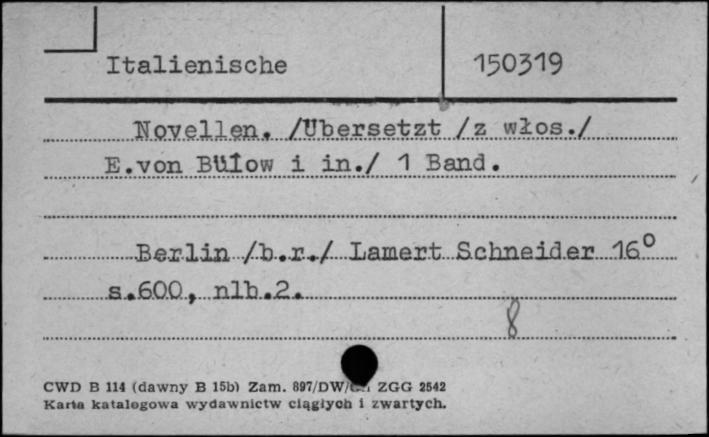 Italienische 150319
Novellen. /Ubersetzt /z włos./
E.von Bülow i in./ 1 Band.
Berlin /b.r./ Lamert Schneider 16°
s.600, nlb.2.
8
CWD B 114 (dawny B 15b) Zam. 897/DW/ ZGG 2542
Karta katalogowa wydawnictw ciągłych i zwartych.